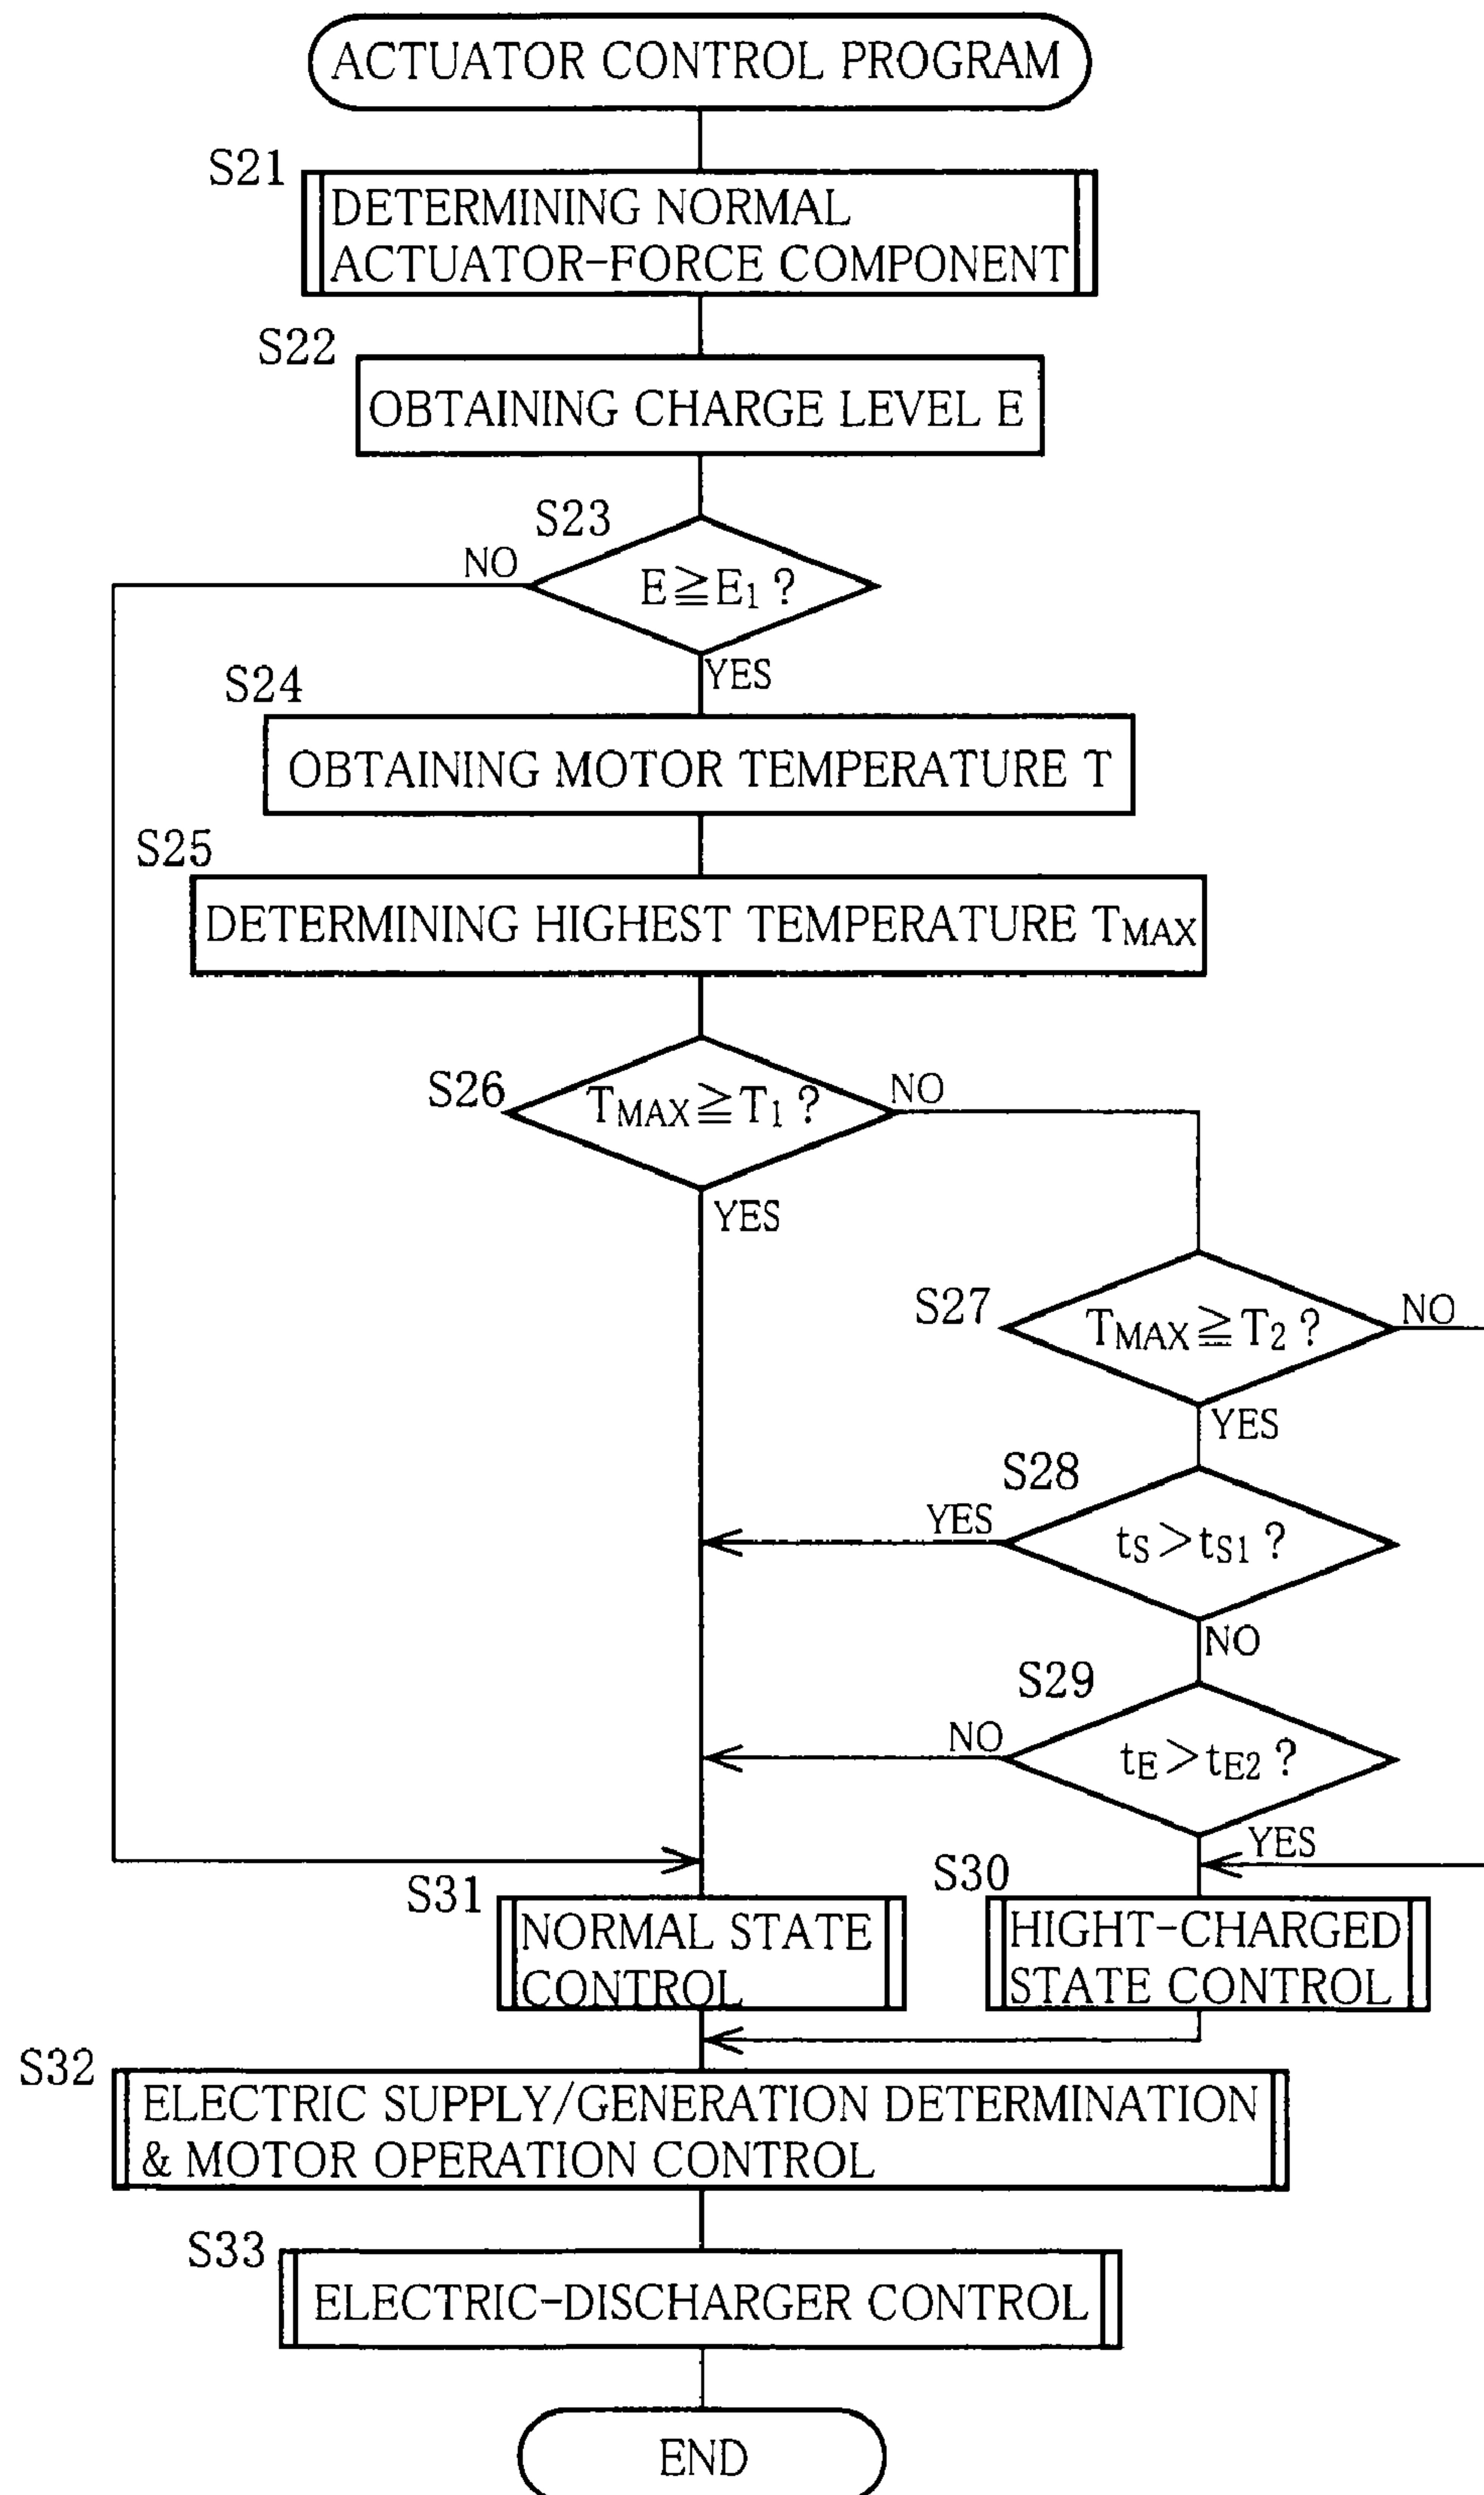 ACTUATOR CONTROL PROGRAM
S21
DETERMINING NORMAL
ACTUATOR-FORCE COMPONENT
S22
OBTAINING CHARGE LEVEL E
S23
NO
E≧E1 ?
YES
S24
OBTAINING MOTOR TEMPERATURE T
S25
DETERMINING HIGHEST TEMPERATURE TMAX
S26
TMAX≧T1 ?
NO
YES
S27
TMAX≧T2 ?
NO
YES
S28
YES
tS>tS1 ?
NO
S29
NO
tE>tE2 ?
YES
S31
NORMAL STATE
CONTROL
S30
HIGHT-CHARGED
STATE CONTROL
S32
ELECTRIC SUPPLY/GENERATION DETERMINATION
& MOTOR OPERATION CONTROL
S33
ELECTRIC-DISCHARGER CONTROL
END